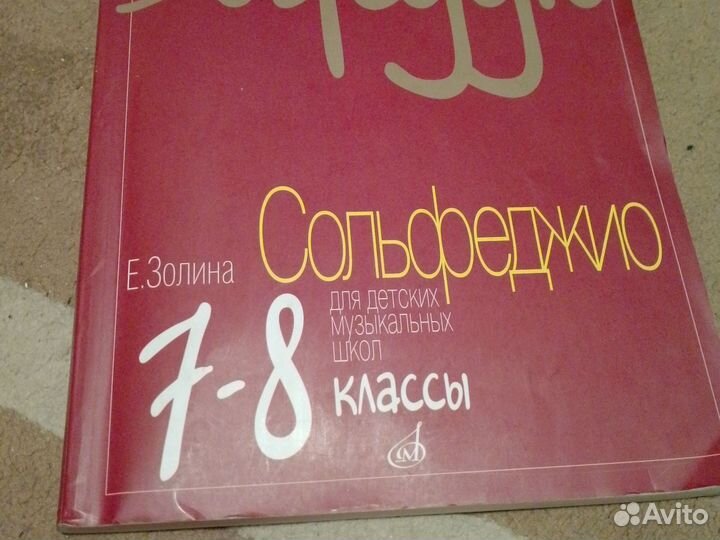 Сольфеджио
Е.Золина
для детских
музыкальных
школ
7-8
классы
Avito